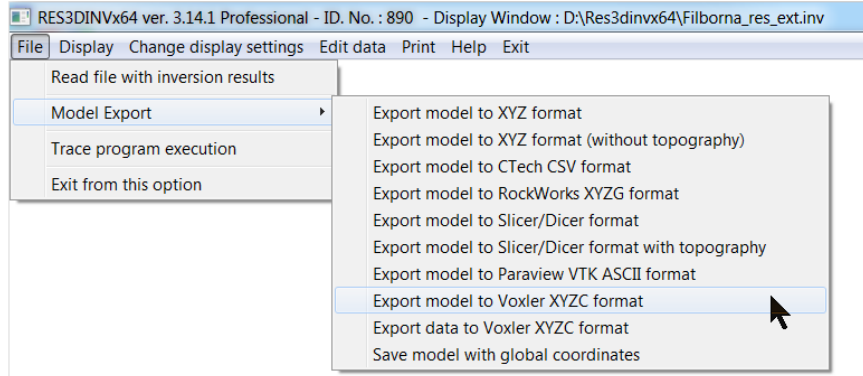 RES3DINVx64 ver. 3.14.1 Professional - ID. No. : 890 - Display Window : D:\Res3dinvx64\Filborna_res_ext.inv
File Display Change display settings Edit data Print Help Exit
Read file with inversion results
Model Export
Trace program execution
Exit from this option
Export model to XYZ format
Export model to XYZ format (without topography)
Export model to CTech CSV format
Export model to RockWorks XYZG format
Export model to Slicer/Dicer format
Export model to Slicer/Dicer format with topography
Export model to Paraview VTK ASCII format
Export model to Voxler XYZC format
Export data to Voxler XYZC format
Save model with global coordinates